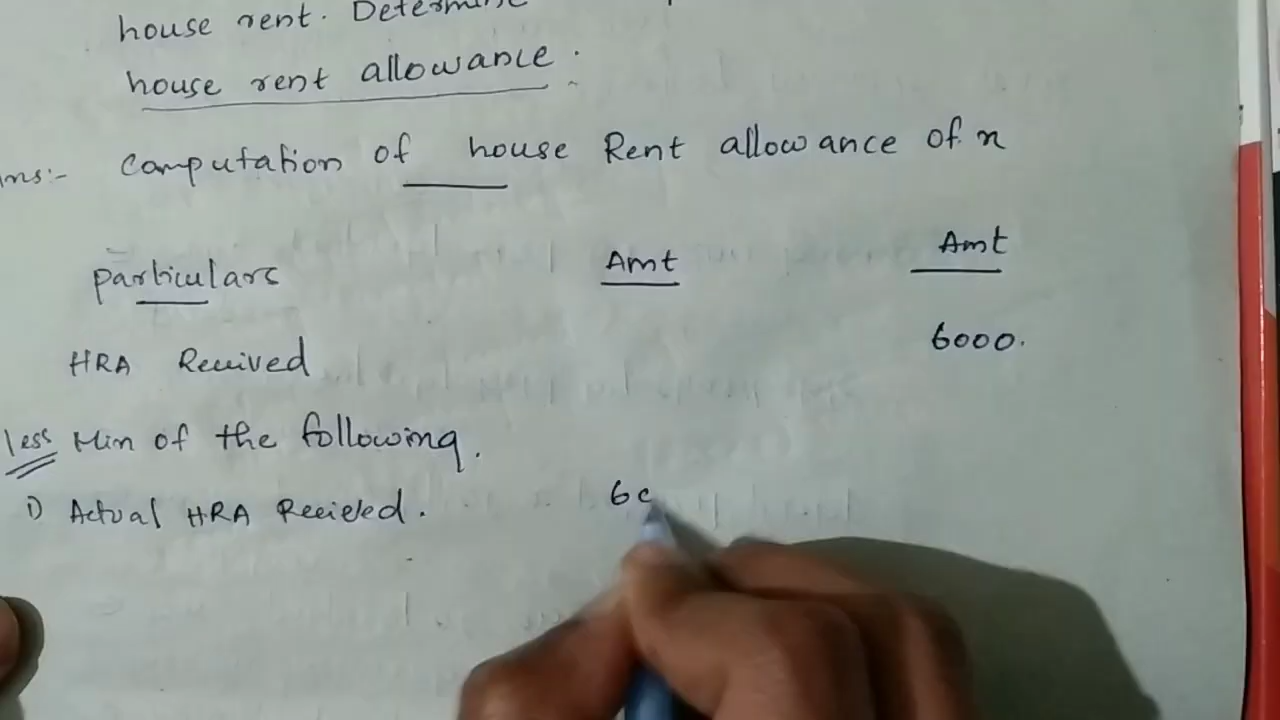 house rent. Determine
house rent allowance.
Ans:- Computation of house Rent allowance of x
Particulars Amt Amt
HRA Received 6000.
less Min of the following.
1) Actual HRA Recieved. 60